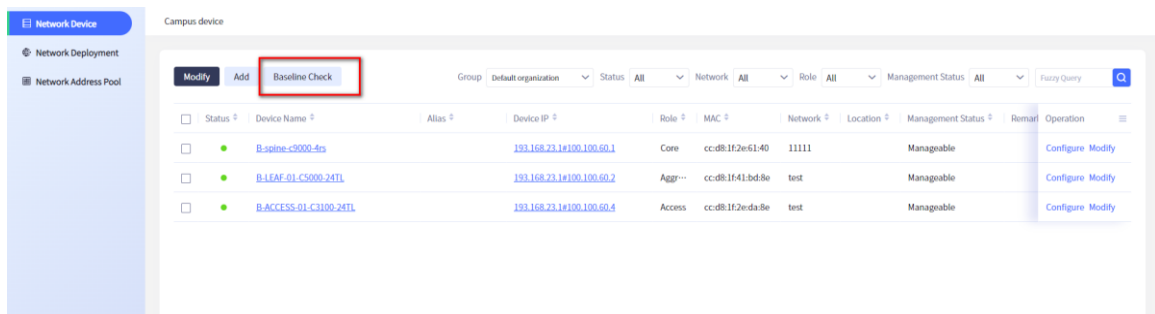 Network Device
Network Deployment
Network Address Pool
Campus device
Modify Add Baseline Check Group Default organization Status All Network All Role All Management Status All Fuzzy Query
Status Device Name Alias Device IP Role MAC Network Location Management Status Remark Operation
B-spine-c9000-4rs 193.168.23.1#100.100.60.1 Core cc:d8:1f:2e:61:40 11111 Manageable Configure Modify
B-LEAF-01-C5000-24TL 193.168.23.1#100.100.60.2 Aggr··· cc:d8:1f:41:bd:8e test Manageable Configure Modify
B-ACCESS-01-C3100-24TL 193.168.23.1#100.100.60.4 Access cc:d8:1f:2e:da:8e test Manageable Configure Modify